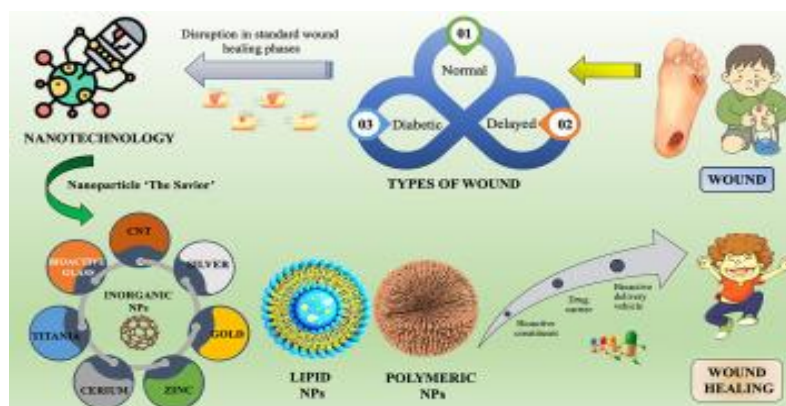 Disruption in standard wound
healing phases
01
Normal
03
Diabetic
Delayed
02
NANOTECHNOLOGY
TYPES OF WOUND
WOUND
Nanoparticle 'The Savior'
CNT
BIOACTIVE
GLASS
SILVER
INORGANIC
NPs
TITANIA
GOLD
CERIUM
ZINC
LIPID
NPs
POLYMERIC
NPs
Bioactive constituent
Drug carrier
Bioactive
delivery
vehicle
WOUND
HEALING